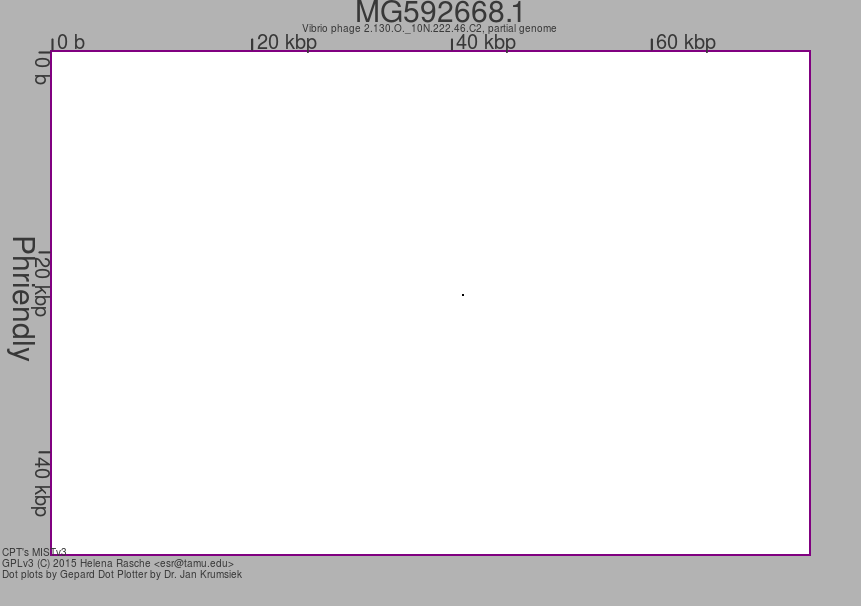 MG592668.1
Vibrio phage 2.130.O._10N.222.46.C2, partial genome
0 b
20 kbp
40 kbp
60 kbp
0 b
20 kbp
40 kbp
Phriendly
CPT's MISTv3
GPLv3 (C) 2015 Helena Rasche <esr@tamu.edu>
Dot plots by Gepard Dot Plotter by Dr. Jan Krumsiek